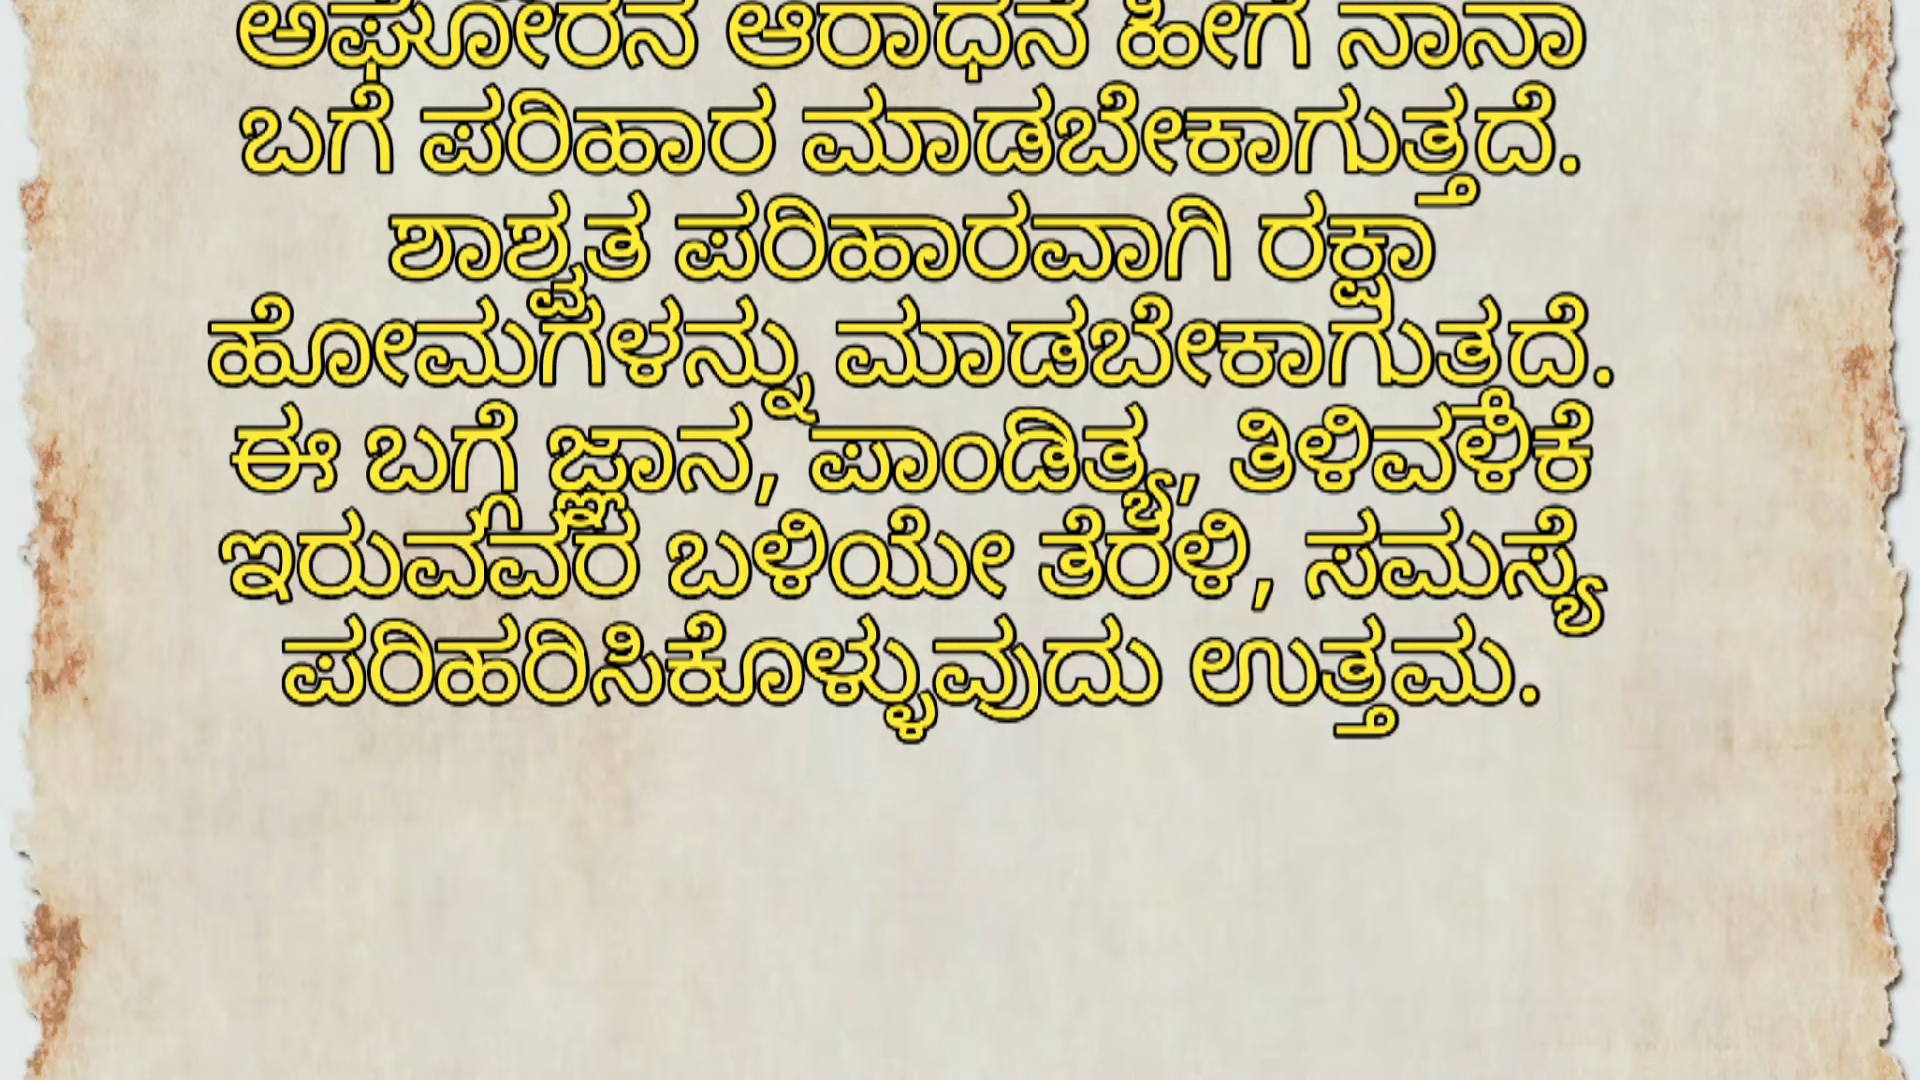 ಅಘೋರನ ಆರಾಧನೆ ಹೀಗೆ ನಾನಾ
ಬಗೆ ಪರಿಹಾರ ಮಾಡಬೇಕಾಗುತ್ತದೆ.
ಶಾಶ್ವತ ಪರಿಹಾರವಾಗಿ ರಕ್ಷಾ
ಹೋಮಗಳನ್ನು ಮಾಡಬೇಕಾಗುತ್ತದೆ.
ಈ ಬಗ್ಗೆ ಜ್ಞಾನ, ಪಾಂಡಿತ್ಯ, ತಿಳಿವಳಿಕೆ
ಇರುವವರ ಬಳಿಯೇ ತೆರಳಿ, ಸಮಸ್ಯೆ
ಪರಿಹರಿಸಿಕೊಳ್ಳುವುದು ಉತ್ತಮ.